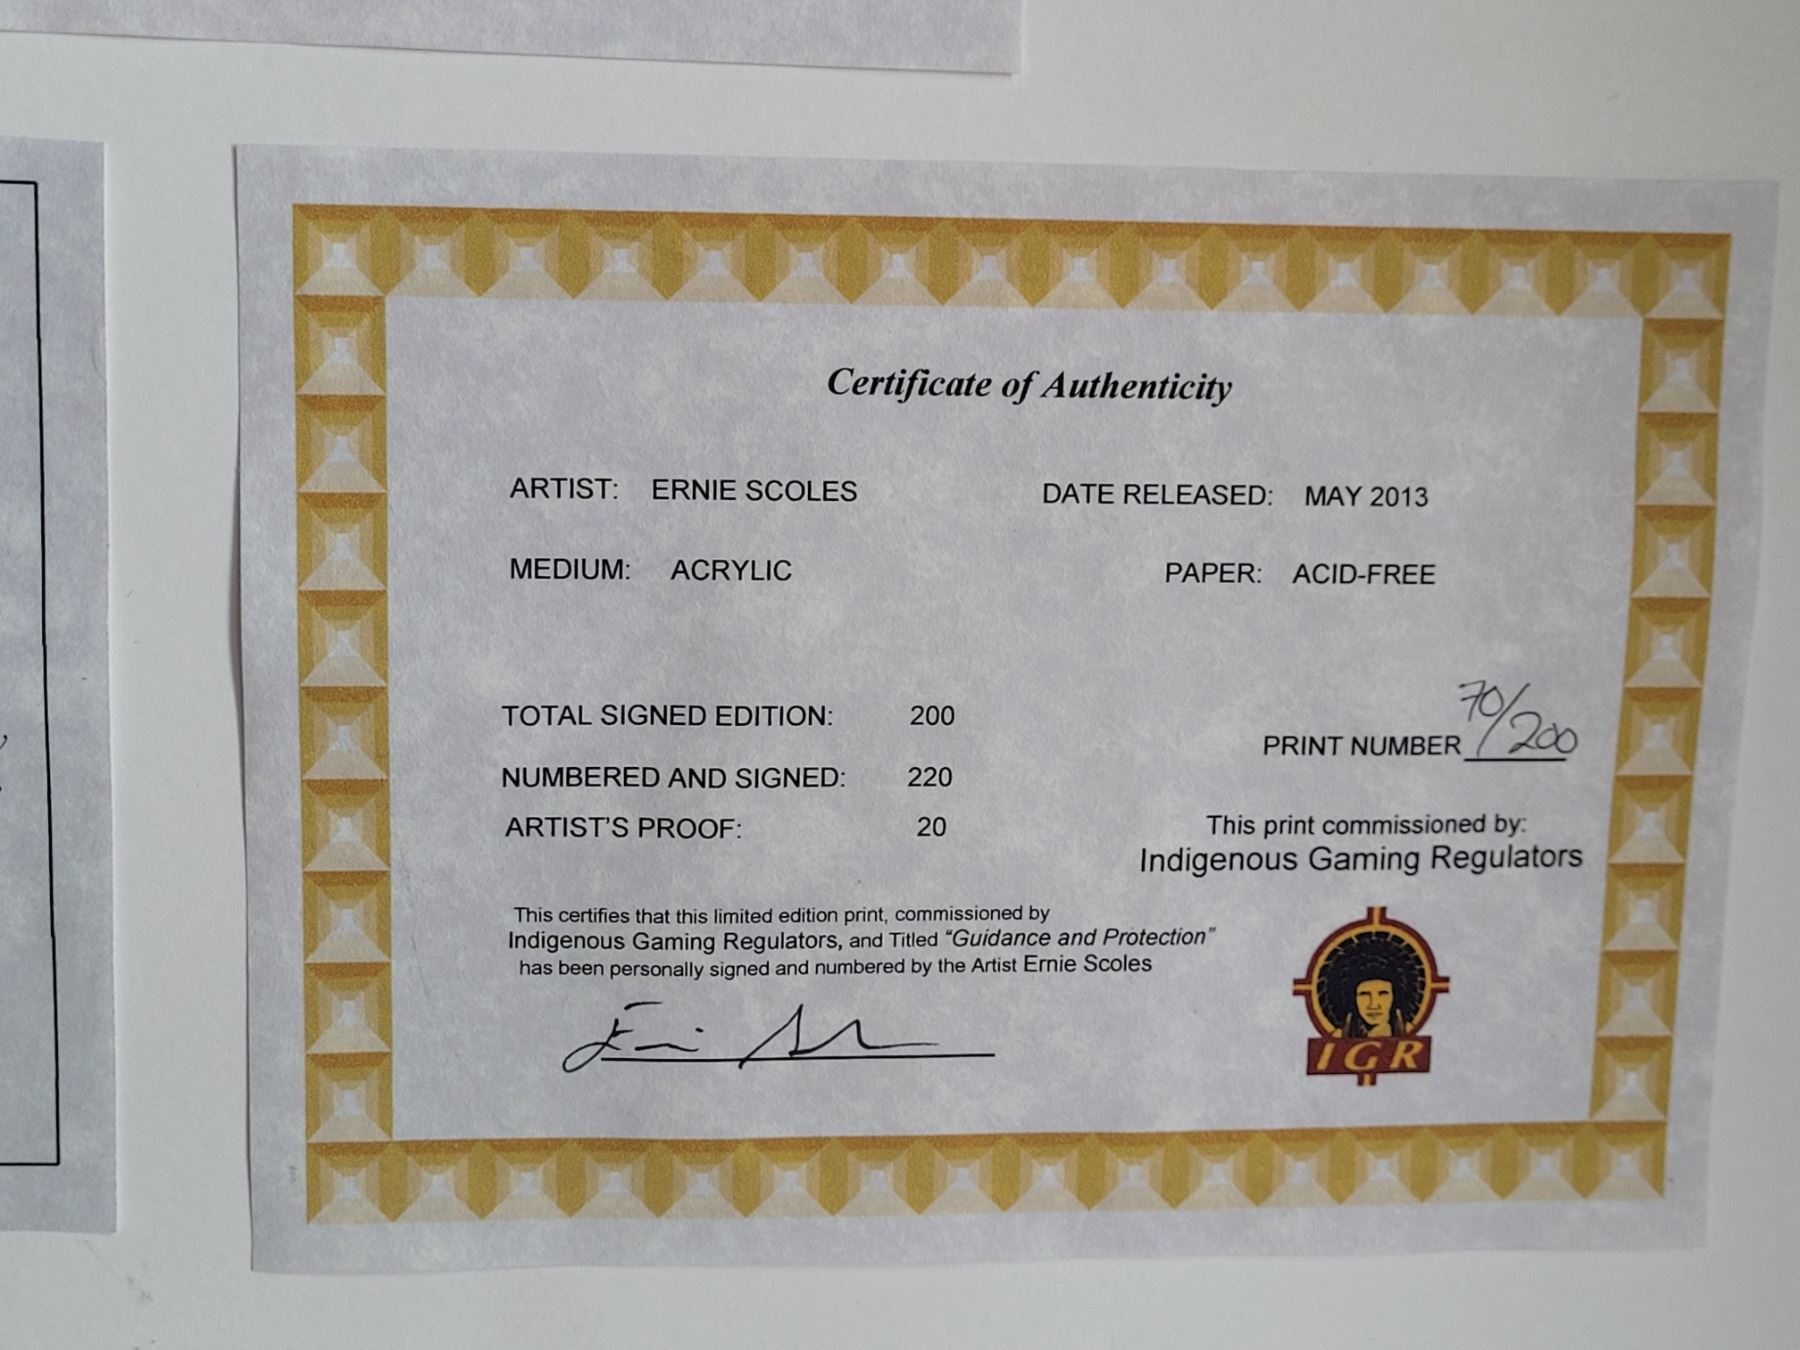 Certificate of Authenticity
ARTIST: ERNIE SCOLES
DATE RELEASED: MAY 2013
MEDIUM: ACRYLIC
PAPER: ACID-FREE
TOTAL SIGNED EDITION: 200
NUMBERED AND SIGNED: 220
ARTIST'S PROOF: 20
PRINT NUMBER 70/200
This print commissioned by:
Indigenous Gaming Regulators
This certifies that this limited edition print, commissioned by
Indigenous Gaming Regulators, and Titled "Guidance and Protection"
has been personally signed and numbered by the Artist Ernie Scoles
IGR